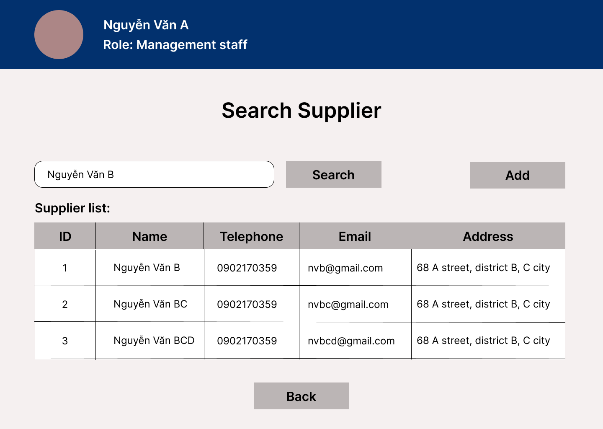 Nguyễn Văn A
Role: Management staff
Search Supplier
Nguyễn Văn B
Search
Add
Supplier list:
ID Name Telephone Email Address
1 Nguyễn Văn B 0902170359 nvb@gmail.com 68 A street, district B, C city
2 Nguyễn Văn BC 0902170359 nvbc@gmail.com 68 A street, district B, C city
3 Nguyễn Văn BCD 0902170359 nvbcd@gmail.com 68 A street, district B, C city
Back